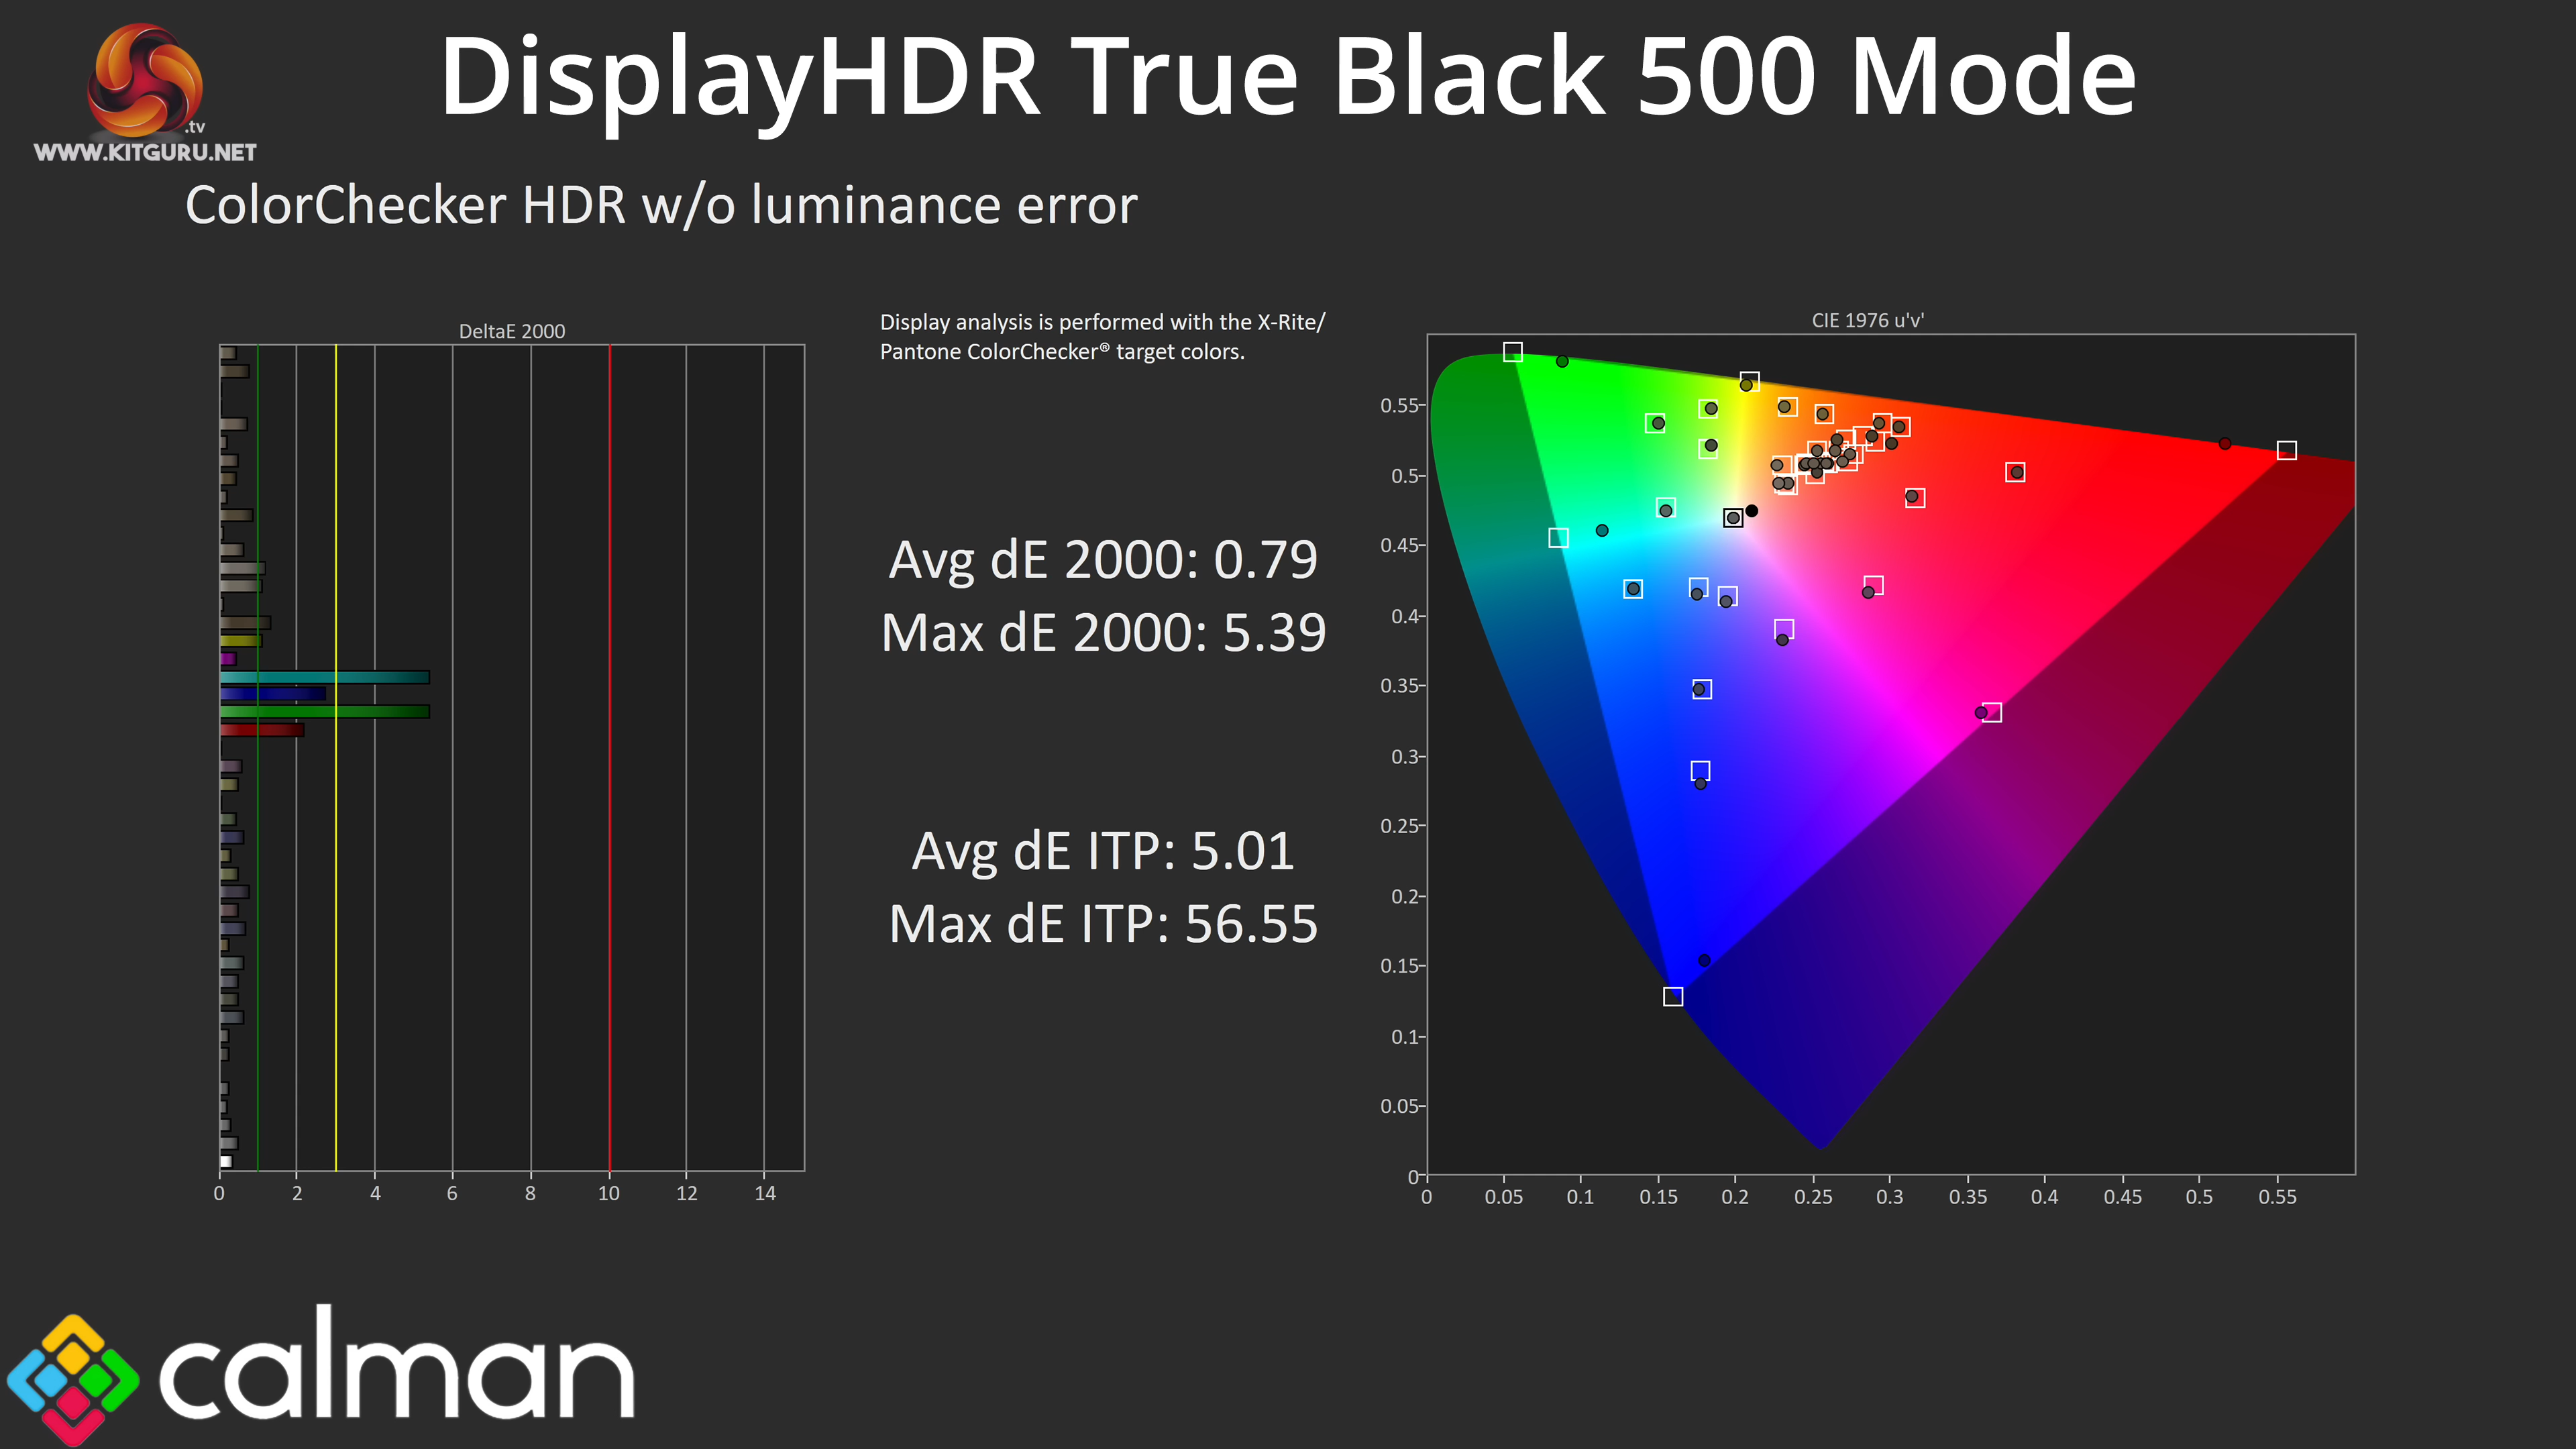 DisplayHDR True Black 500 Mode
.tv
WWW.KITGURU.NET
ColorChecker HDR w/o luminance error
DeltaE 2000
0 2 4 6 8 10 12 14
Display analysis is performed with the X-Rite/
Pantone ColorChecker® target colors.
Avg dE 2000: 0.79
Max dE 2000: 5.39
Avg dE ITP: 5.01
Max dE ITP: 56.55
CIE 1976 u'v'
0.55
0.5
0.45
0.4
0.35
0.3
0.25
0.2
0.15
0.1
0.05
0
0 0.05 0.1 0.15 0.2 0.25 0.3 0.35 0.4 0.45 0.5 0.55
calman